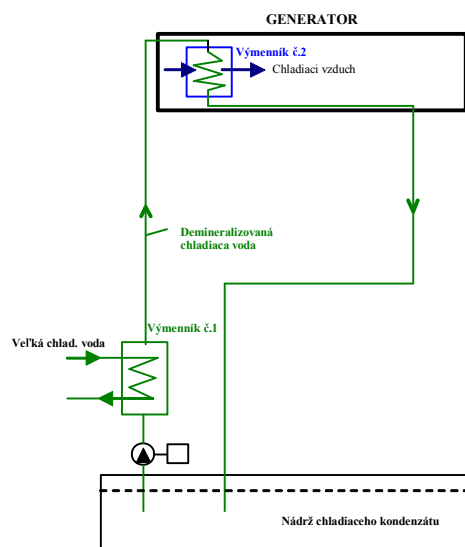 GENERATOR
Výmenník č.2
Chladiaci vzduch
Demineralizovaná
chladiaca voda
Výmenník č.1
Veľká chlad. voda
Nádrž chladiaceho kondenzátu